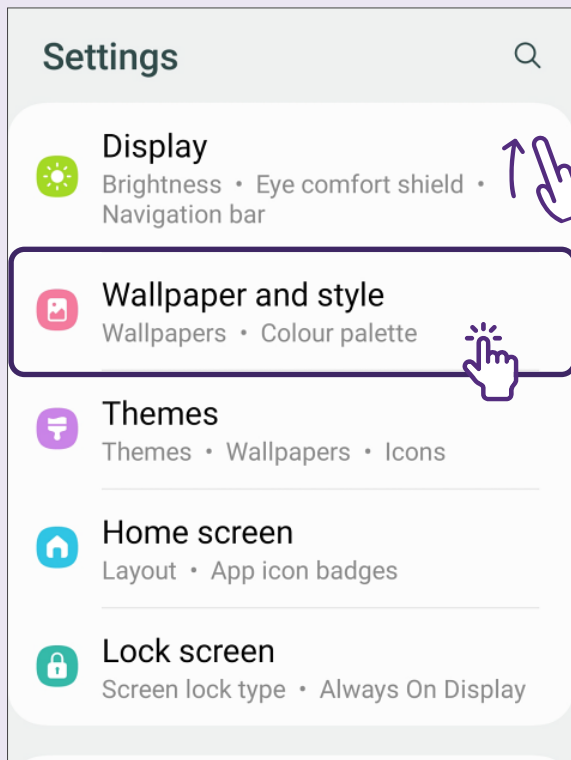 Settings
Display
Brightness • Eye comfort shield •
Navigation bar
Wallpaper and style
Wallpapers • Colour palette
Themes
Themes • Wallpapers • Icons
Home screen
Layout • App icon badges
Lock screen
Screen lock type • Always On Display